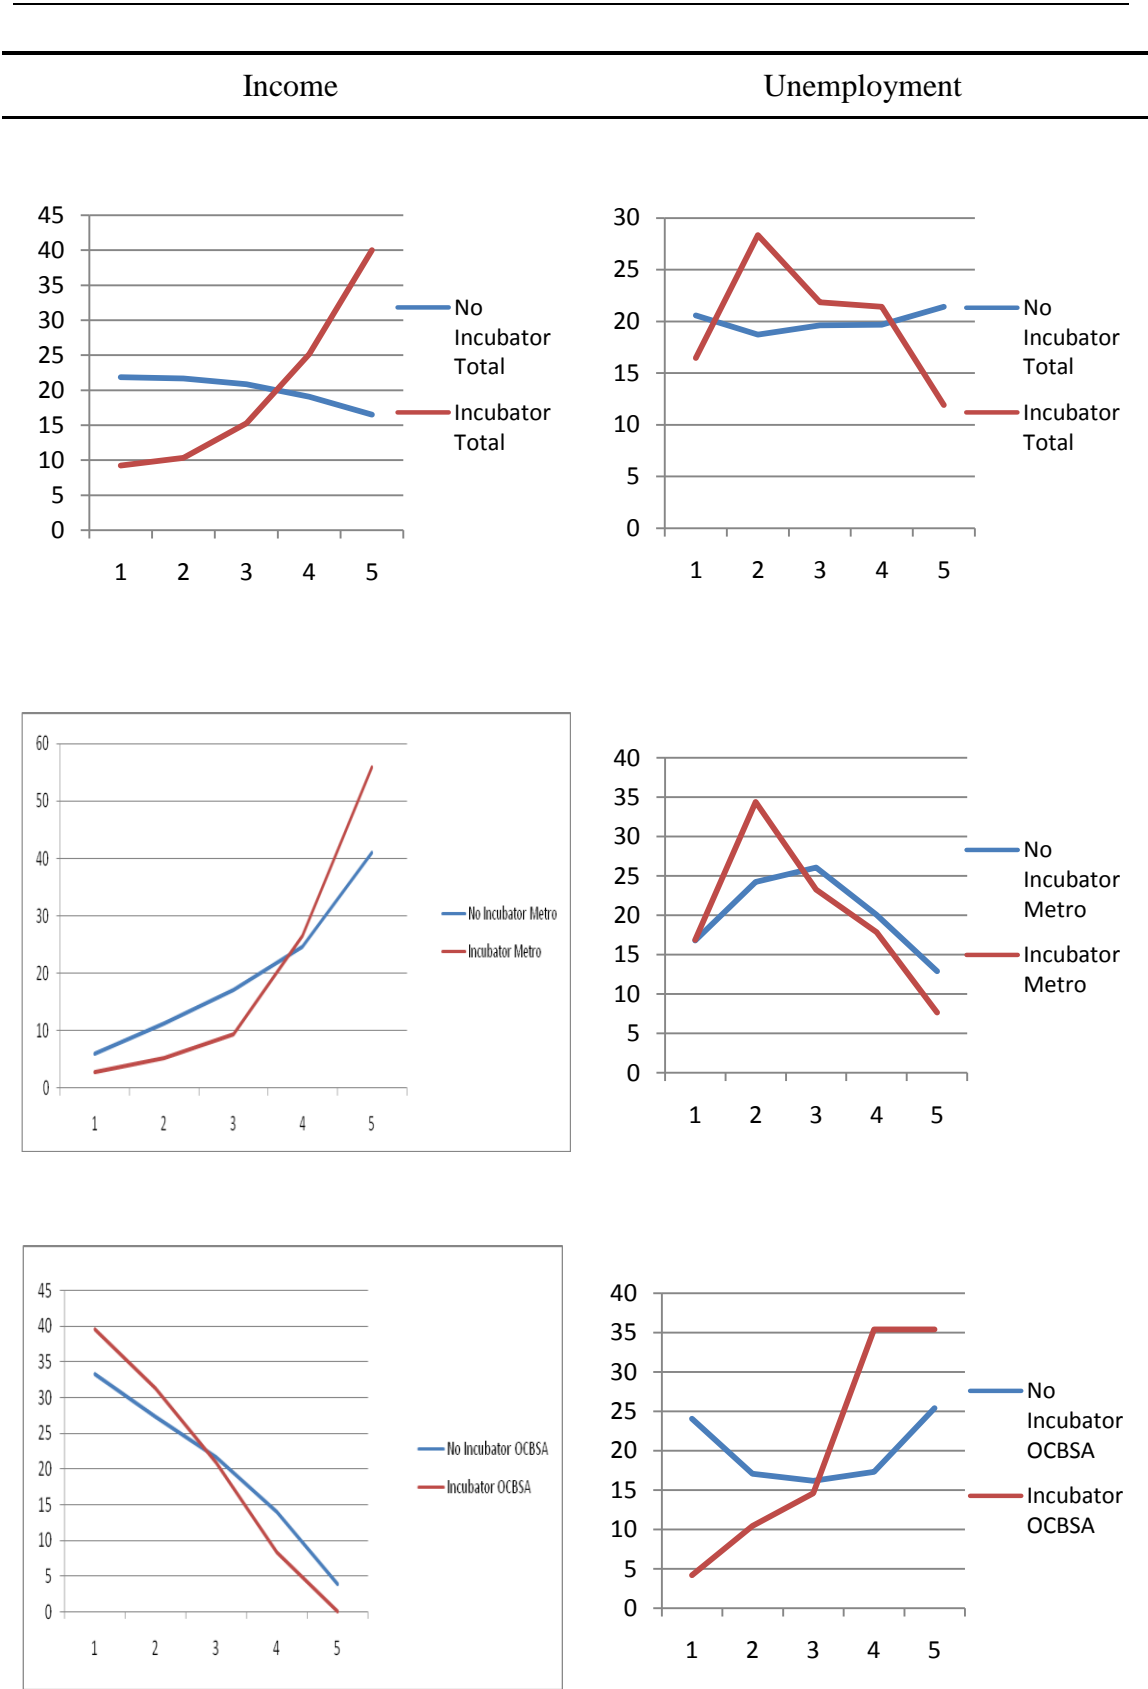 Income Unemployment
45
40
35
30
25
20
15
10
5
0
1 2 3 4 5
No
Incubator
Total
Incubator
Total
30
25
20
15
10
5
0
1 2 3 4 5
No
Incubator
Total
Incubator
Total
60
50
40
30
20
10
0
1 2 3 4 5
No Incubator Metro
Incubator Metro
40
35
30
25
20
15
10
5
0
1 2 3 4 5
No
Incubator
Metro
Incubator
Metro
45
40
35
30
25
20
15
10
5
0
1 2 3 4 5
No Incubator OCBSA
Incubator OCBSA
40
35
30
25
20
15
10
5
0
1 2 3 4 5
No
Incubator
OCBSA
Incubator
OCBSA